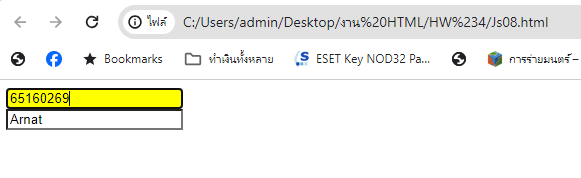 ไฟล์ C:/Users/admin/Desktop/งาน%20HTML/HW%234/Js08.html
Bookmarks ทำเงินทั้งหลาย ESET Key NOD32 Pa... การร่ายมนตร์ –
65160269
Arnat